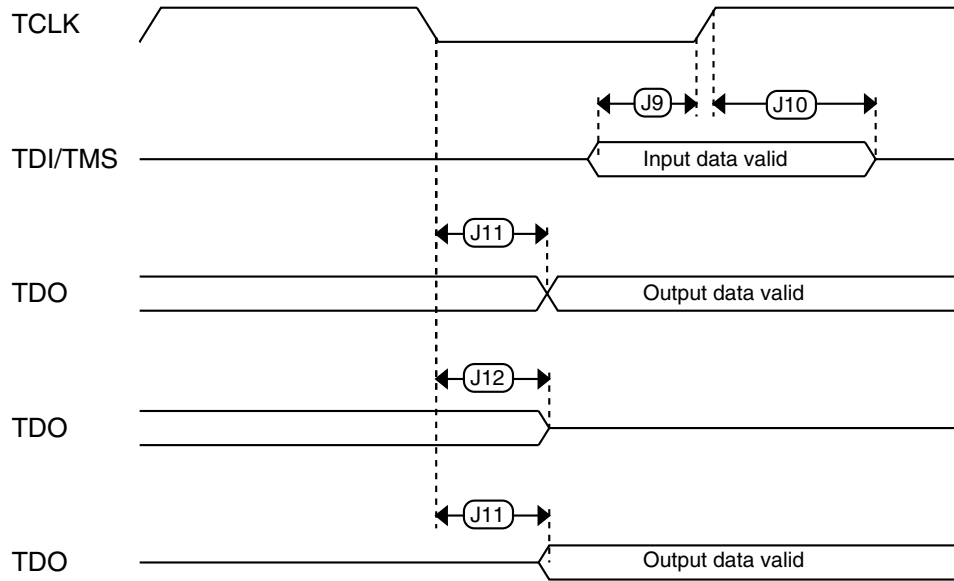 TCLK
J9
J10
TDI/TMS
Input data valid
J11
TDO
Output data valid
J12
TDO
J11
TDO
Output data valid